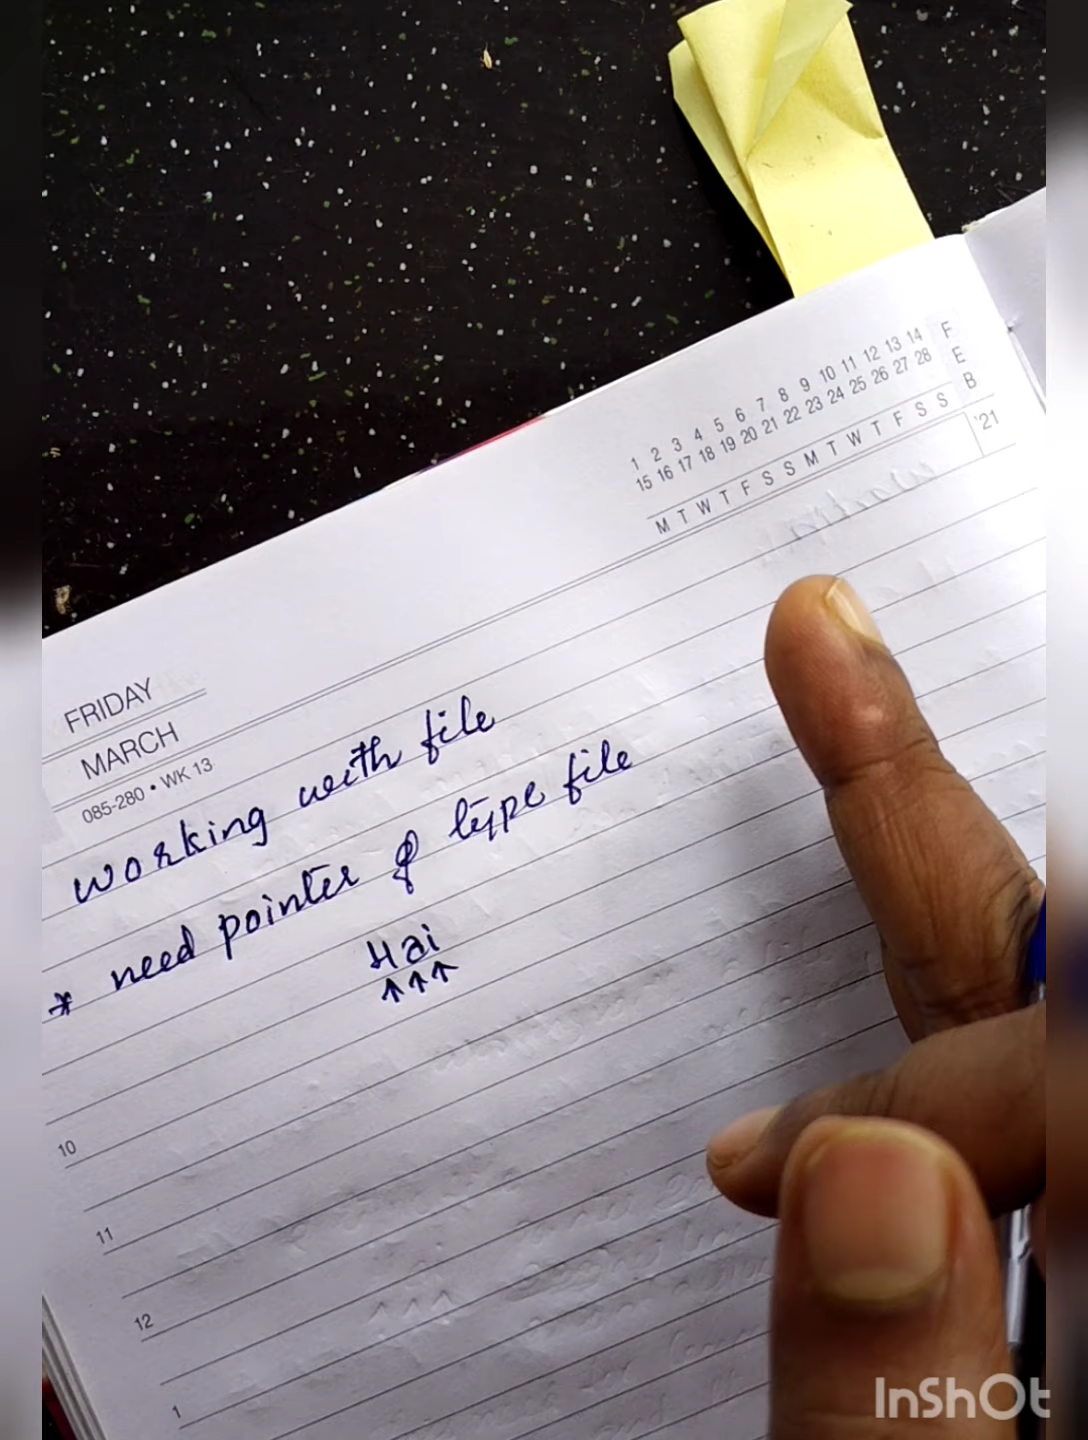 1 2 3 4 5 6 7 8 9 10 11 12 13 14 F
15 16 17 18 19 20 21 22 23 24 25 26 27 28 E
B
M T W T F S S M T W T F S S '21
FRIDAY
MARCH
085-280 • WK 13
working with file
* need pointer of type file
Hai
↑↑↑
10
11
12
1
InShOt